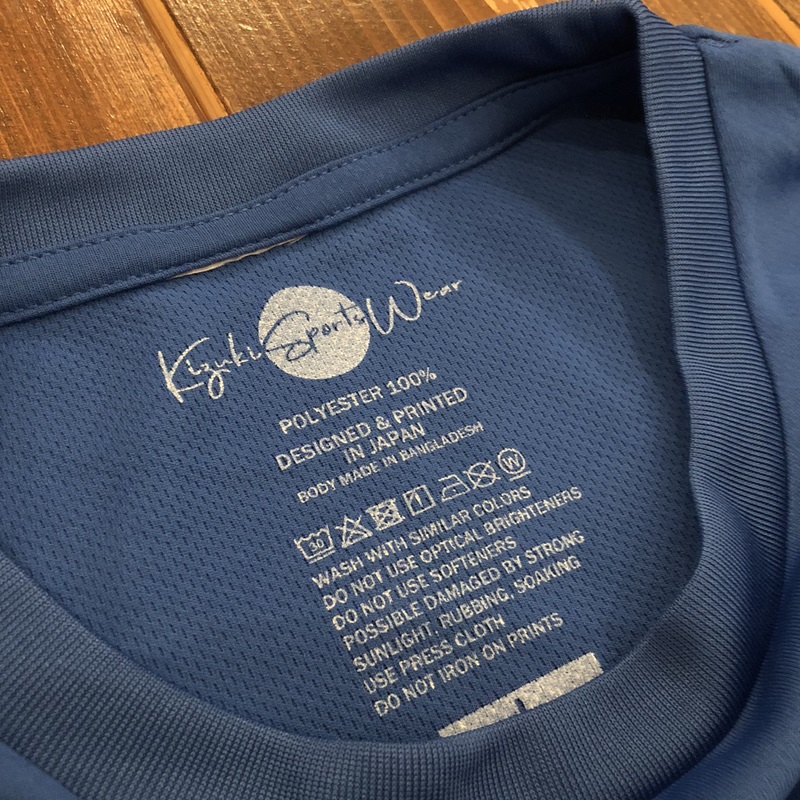 Kizuki Sports Wear
POLYESTER 100%
DESIGNED & PRINTED
IN JAPAN
BODY MADE IN BANGLADESH
30 W
WASH WITH SIMILAR COLORS
DO NOT USE OPTICAL BRIGHTENERS
DO NOT USE SOFTENERS
POSSIBLE DAMAGED BY STRONG
SUNLIGHT, RUBBING, SOAKING
USE PRESS CLOTH
DO NOT IRON ON PRINTS